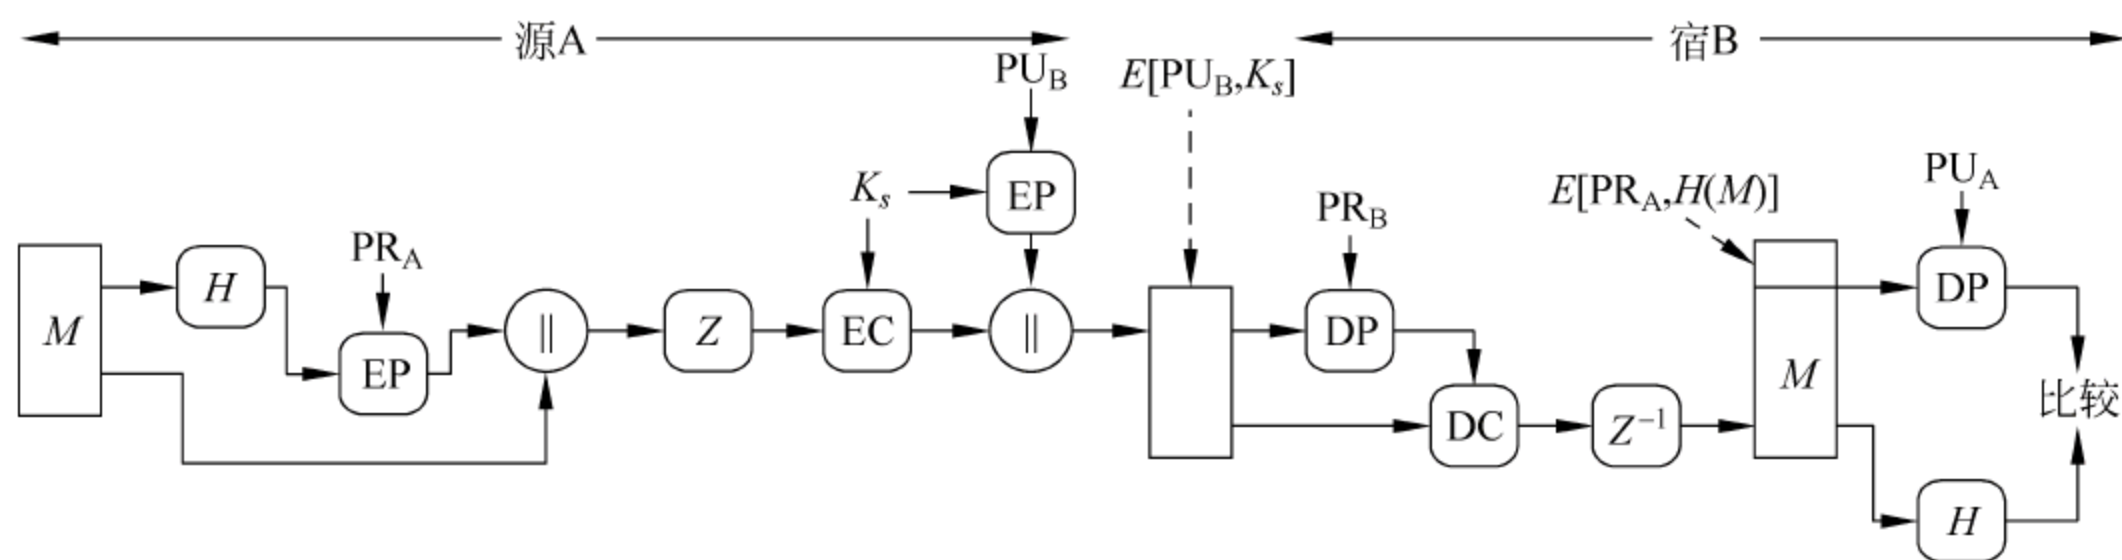 源A
宿B
PU_B
E[PU_B,K_s]
K_s
EP
PU_A
E[PR_A,H(M)]
PR_B
PR_A
H
DP
M
EP
||
Z
EC
||
DP
M
比较
DC
Z⁻¹
H